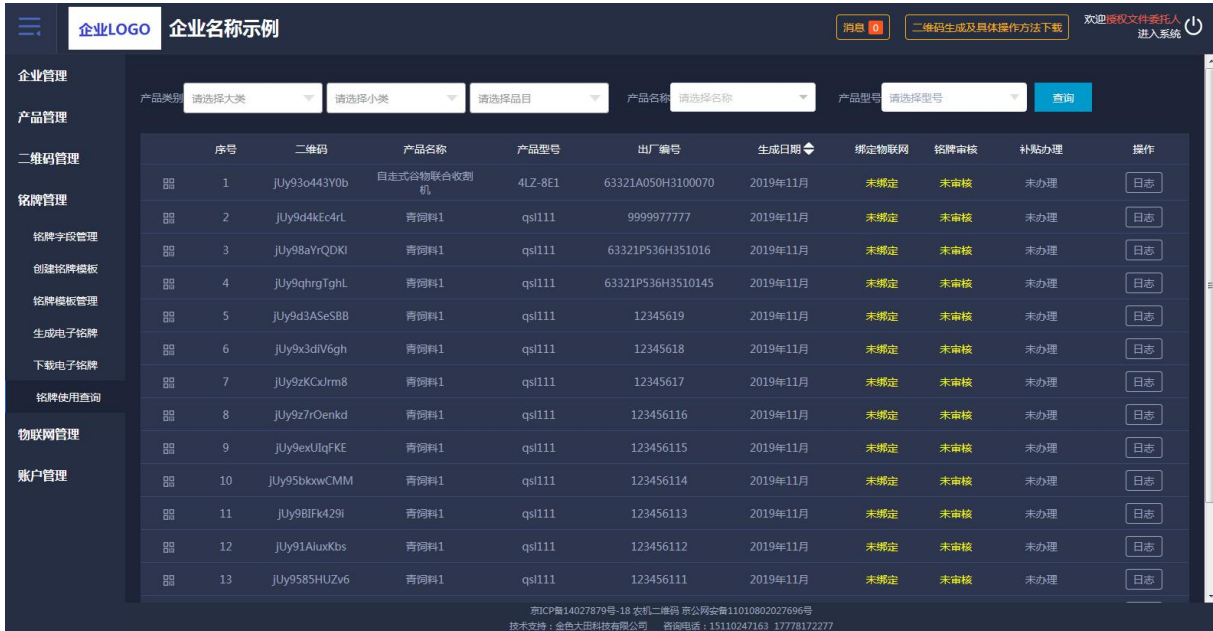 企业LOGO 企业名称示例 消息 0 二维码生成及具体操作方法下载 欢迎授权文件委托人
进入系统
企业管理
产品管理
二维码管理
铭牌管理
铭牌字段管理
创建铭牌模板
铭牌模板管理
生成电子铭牌
下载电子铭牌
铭牌使用查询
物联网管理
账户管理
产品类别 请选择大类 请选择小类 请选择品目 产品名称 请选择名称 产品型号 请选择型号 查询
序号 二维码 产品名称 产品型号 出厂编号 生成日期 绑定物联网 铭牌审核 补贴办理 操作
1 jUy93o443Y0b 自走式谷物联合收割机 4LZ-8E1 63321A050H3100070 2019年11月 未绑定 未审核 未办理 日志
2 jUy9d4kEc4rL 青饲料1 qsl111 9999977777 2019年11月 未绑定 未审核 未办理 日志
3 jUy98aYrQDKI 青饲料1 qsl111 63321P536H351016 2019年11月 未绑定 未审核 未办理 日志
4 jUy9qhrgTghL 青饲料1 qsl111 63321P536H3510145 2019年11月 未绑定 未审核 未办理 日志
5 jUy9d3ASeSBB 青饲料1 qsl111 12345619 2019年11月 未绑定 未审核 未办理 日志
6 jUy9x3diV6gh 青饲料1 qsl111 12345618 2019年11月 未绑定 未审核 未办理 日志
7 jUy9zKCxJrm8 青饲料1 qsl111 12345617 2019年11月 未绑定 未审核 未办理 日志
8 jUy9z7rOenkd 青饲料1 qsl111 123456116 2019年11月 未绑定 未审核 未办理 日志
9 jUy9exUIqFKE 青饲料1 qsl111 123456115 2019年11月 未绑定 未审核 未办理 日志
10 jUy95bkxwCMM 青饲料1 qsl111 123456114 2019年11月 未绑定 未审核 未办理 日志
11 jUy9BIFk429i 青饲料1 qsl111 123456113 2019年11月 未绑定 未审核 未办理 日志
12 jUy91AiuxKbs 青饲料1 qsl111 123456112 2019年11月 未绑定 未审核 未办理 日志
13 jUy9585HUZv6 青饲料1 qsl111 123456111 2019年11月 未绑定 未审核 未办理 日志
京ICP备14027879号-18 农机二维码 京公网安备11010802027696号
技术支持：金色大田科技有限公司 咨询电话：15110247163 17778172277